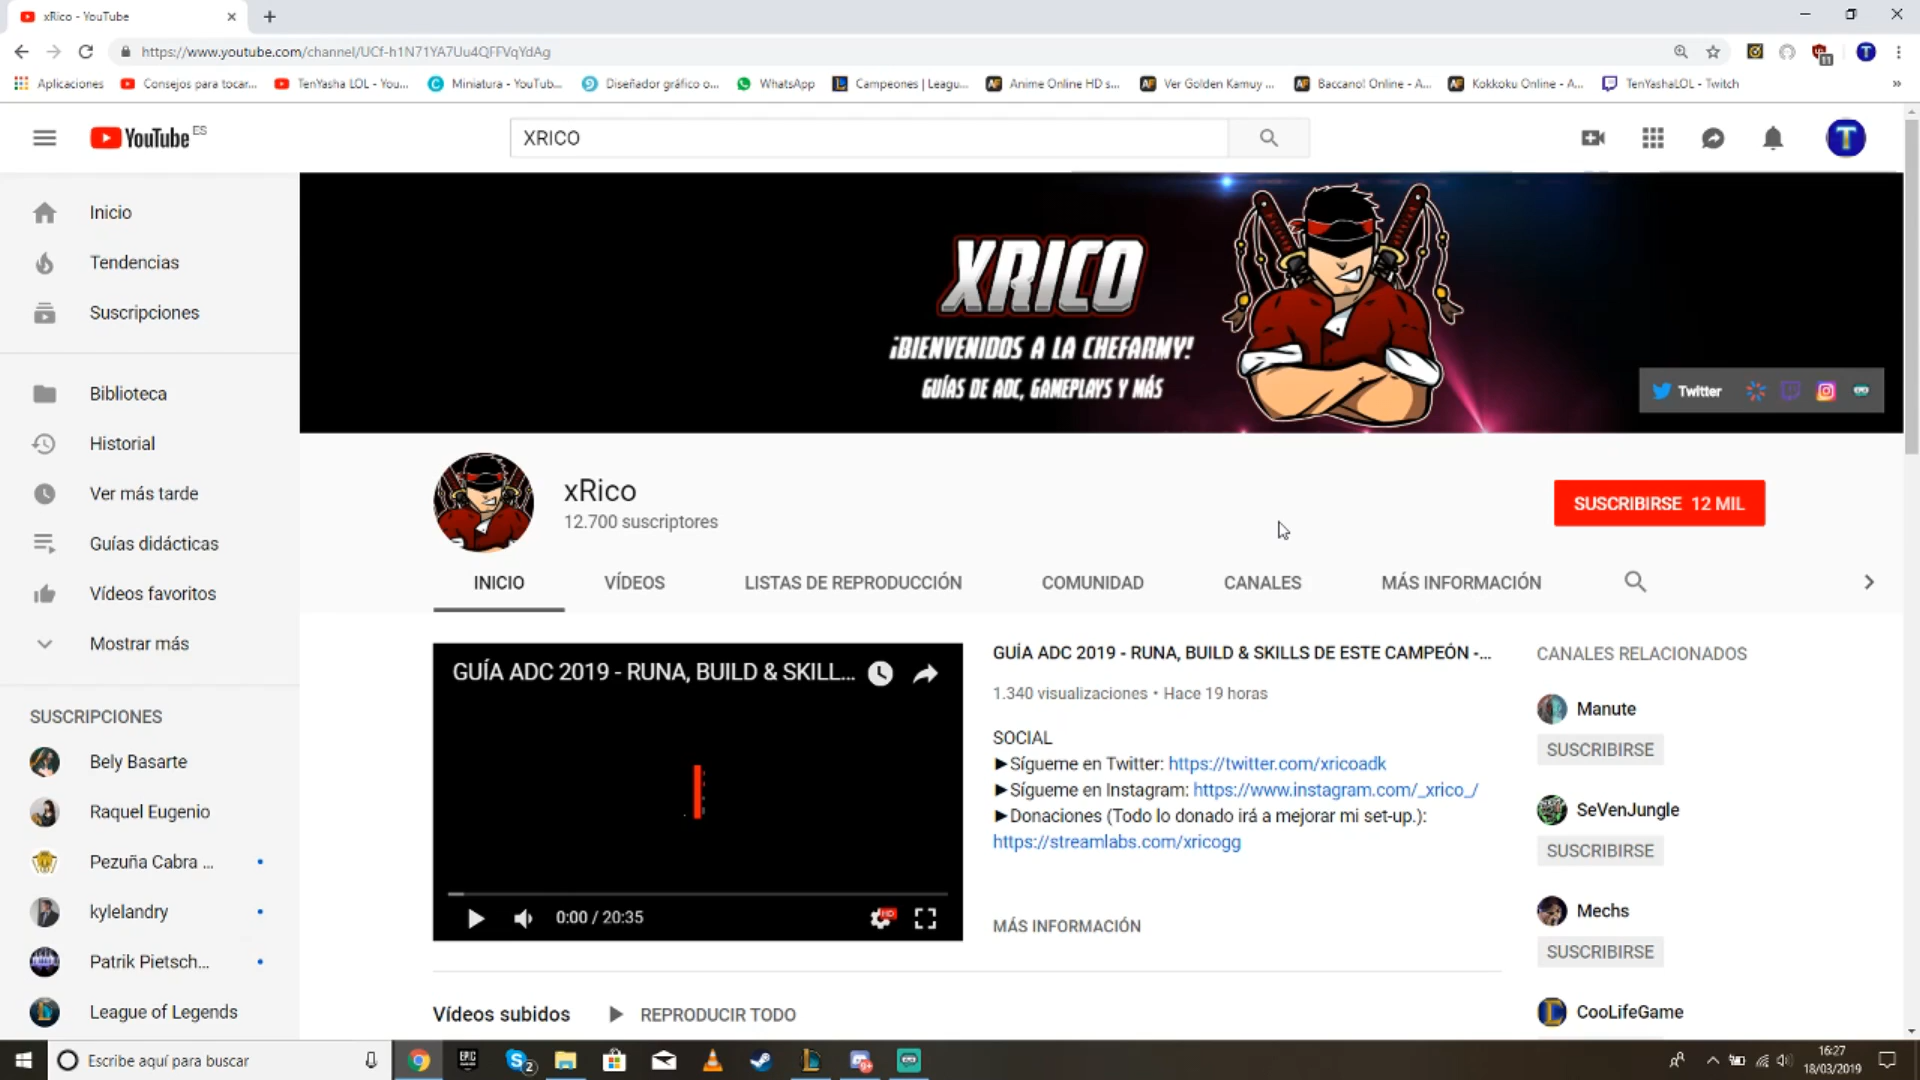 xRico - YouTube
https://www.youtube.com/channel/UCf-h1N71YA7Uu4QFFVqYdAg
11
T
Aplicaciones
Consejos para tocar...
TenYasha LOL - You...
Miniatura - YouTub...
Diseñador gráfico o...
WhatsApp
Campeones | Leagu...
Anime Online HD s...
Ver Golden Kamuy ...
Baccano! Online - A...
Kokkoku Online - A...
TenYashaLOL - Twitch
YouTube ES
XRICO
T
Inicio
Tendencias
Suscripciones
Biblioteca
Historial
Ver más tarde
Guías didácticas
Vídeos favoritos
Mostrar más
SUSCRIPCIONES
Bely Basarte
Raquel Eugenio
Pezuña Cabra ...
kylelandry
Patrik Pietsch...
League of Legends
XRICO
¡BIENVENIDOS A LA CHEFARMY!
GUÍAS DE ADC, GAMEPLAYS Y MÁS
Twitter
xRico
12.700 suscriptores
SUSCRIBIRSE 12 MIL
INICIO
VÍDEOS
LISTAS DE REPRODUCCIÓN
COMUNIDAD
CANALES
MÁS INFORMACIÓN
GUÍA ADC 2019 - RUNA, BUILD & SKILL...
0:00 / 20:35
HD
GUÍA ADC 2019 - RUNA, BUILD & SKILLS DE ESTE CAMPEÓN -...
1.340 visualizaciones • Hace 19 horas
SOCIAL
►Sígueme en Twitter: https://twitter.com/xricoadk
►Sígueme en Instagram: https://www.instagram.com/_xrico_/
►Donaciones (Todo lo donado irá a mejorar mi set-up.):
https://streamlabs.com/xricogg
MÁS INFORMACIÓN
CANALES RELACIONADOS
Manute
SUSCRIBIRSE
SeVenJungle
SUSCRIBIRSE
Mechs
SUSCRIBIRSE
CooLifeGame
Vídeos subidos
REPRODUCIR TODO
Escribe aquí para buscar
EPIC
2
16:27
18/03/2019